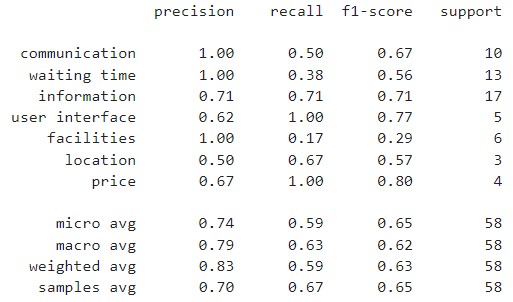 precision recall f1-score support
communication 1.00 0.50 0.67 10
waiting time 1.00 0.38 0.56 13
information 0.71 0.71 0.71 17
user interface 0.62 1.00 0.77 5
facilities 1.00 0.17 0.29 6
location 0.50 0.67 0.57 3
price 0.67 1.00 0.80 4
micro avg 0.74 0.59 0.65 58
macro avg 0.79 0.63 0.62 58
weighted avg 0.83 0.59 0.63 58
samples avg 0.70 0.67 0.65 58